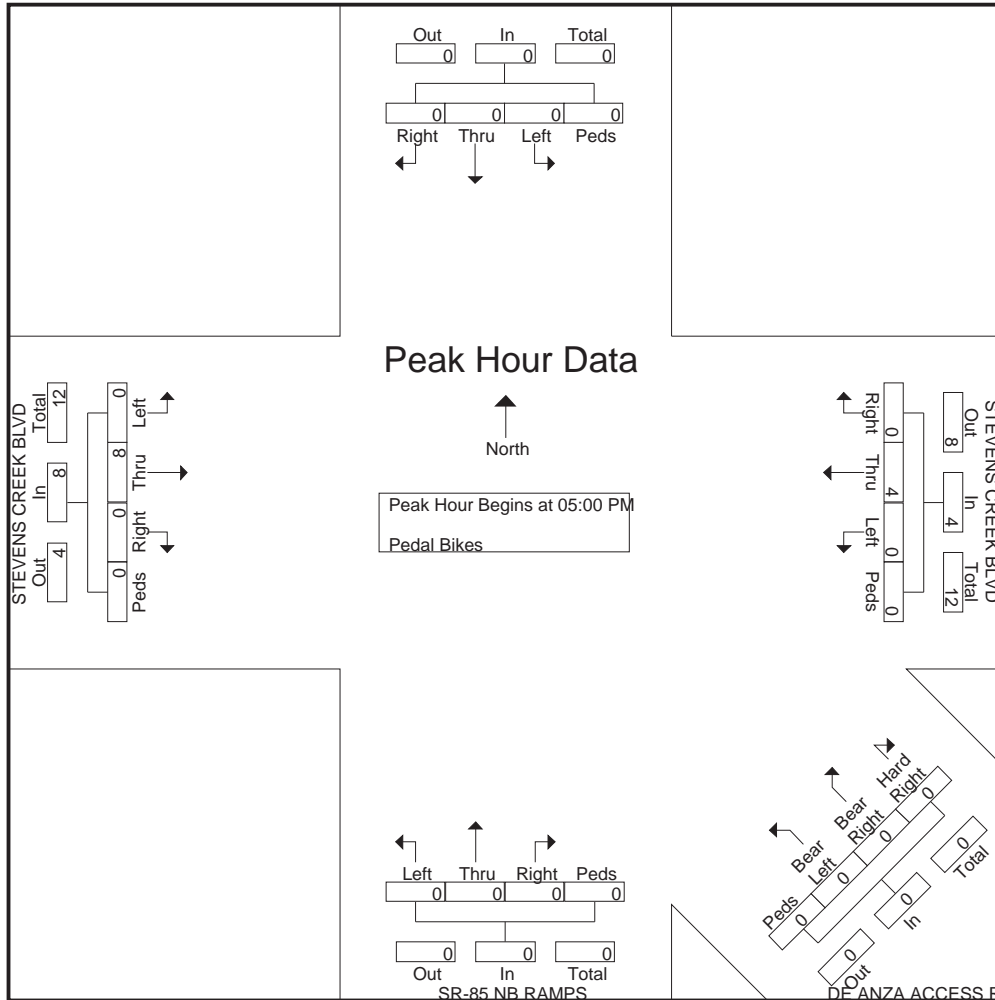 Out In Total
0 0 0
0 0 0 0
Right Thru Left Peds
Peak Hour Data
North
Peak Hour Begins at 05:00 PM
Pedal Bikes
STEVENS CREEK BLVD
Total In Out
12 8 4
0 8 0 0
Left Thru Right Peds
Right Thru Left Peds
0 4 0 0
8 4 12
Out In Total
STEVENS CREEK BLVD
Left Thru Right Peds
0 0 0 0
0 0 0
Out In Total
SR-85 NB RAMPS
Peds
Bear Left
Bear Right
Hard Right
0 0 0 0
0 0 0
Out In Total
DE ANZA ACCESS